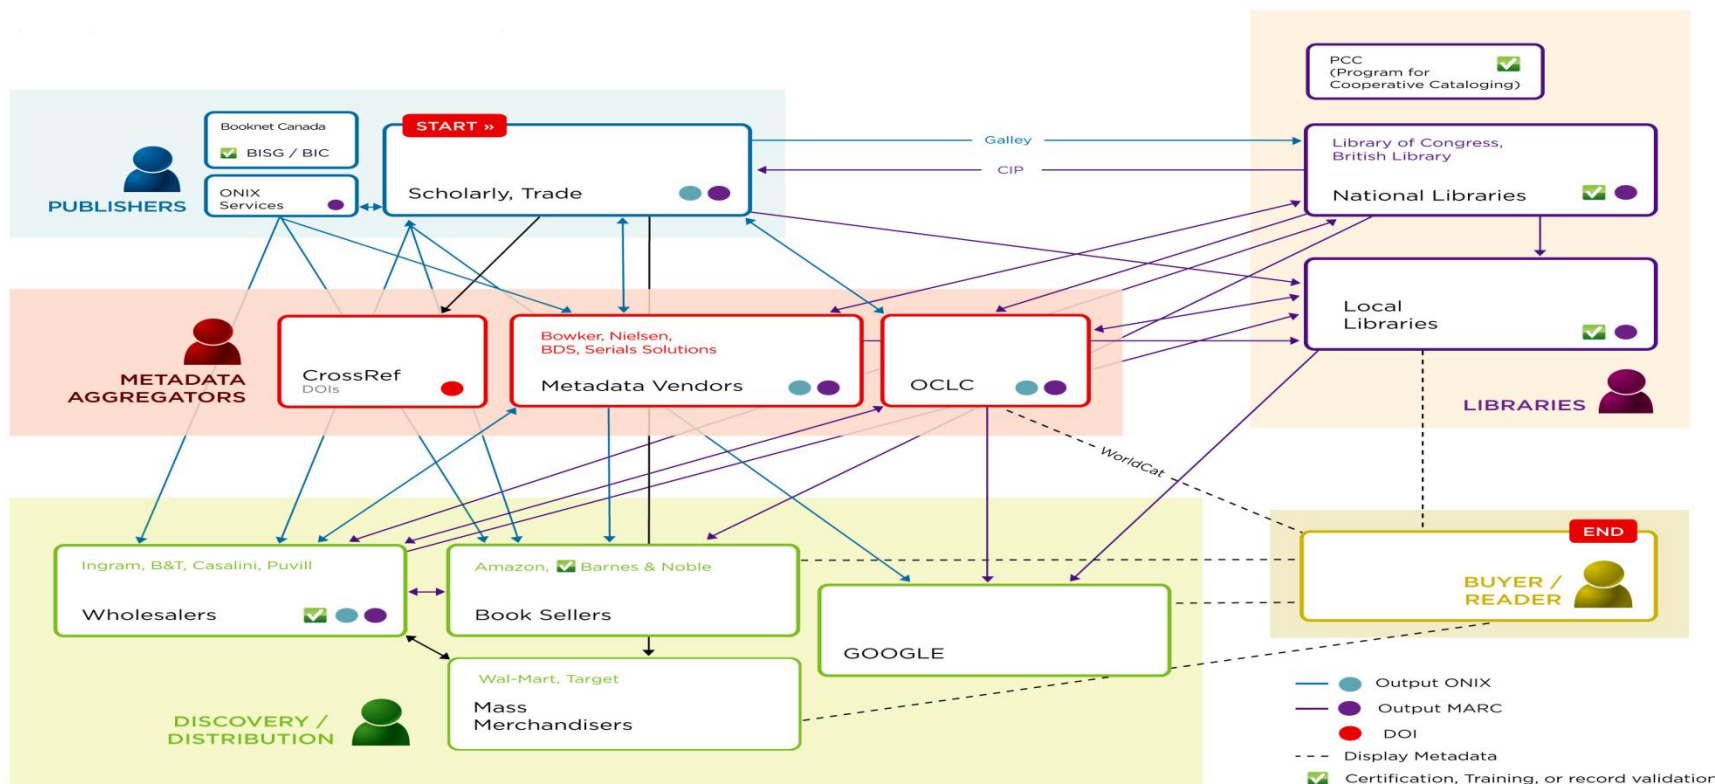 PCC
(Program for
Cooperative Cataloging)
Booknet Canada
BISG / BIC
ONIX
Services
PUBLISHERS
START »
Scholarly, Trade
Galley
CIP
Library of Congress,
British Library
National Libraries
Local
Libraries
LIBRARIES
METADATA
AGGREGATORS
CrossRef
DOIs
Bowker, Nielsen,
BDS, Serials Solutions
Metadata Vendors
OCLC
WorldCat
Ingram, B&T, Casalini, Puvill
Wholesalers
Amazon, Barnes & Noble
Book Sellers
GOOGLE
Wal-Mart, Target
Mass
Merchandisers
DISCOVERY /
DISTRIBUTION
END
BUYER /
READER
Output ONIX
Output MARC
DOI
Display Metadata
Certification, Training, or record validation